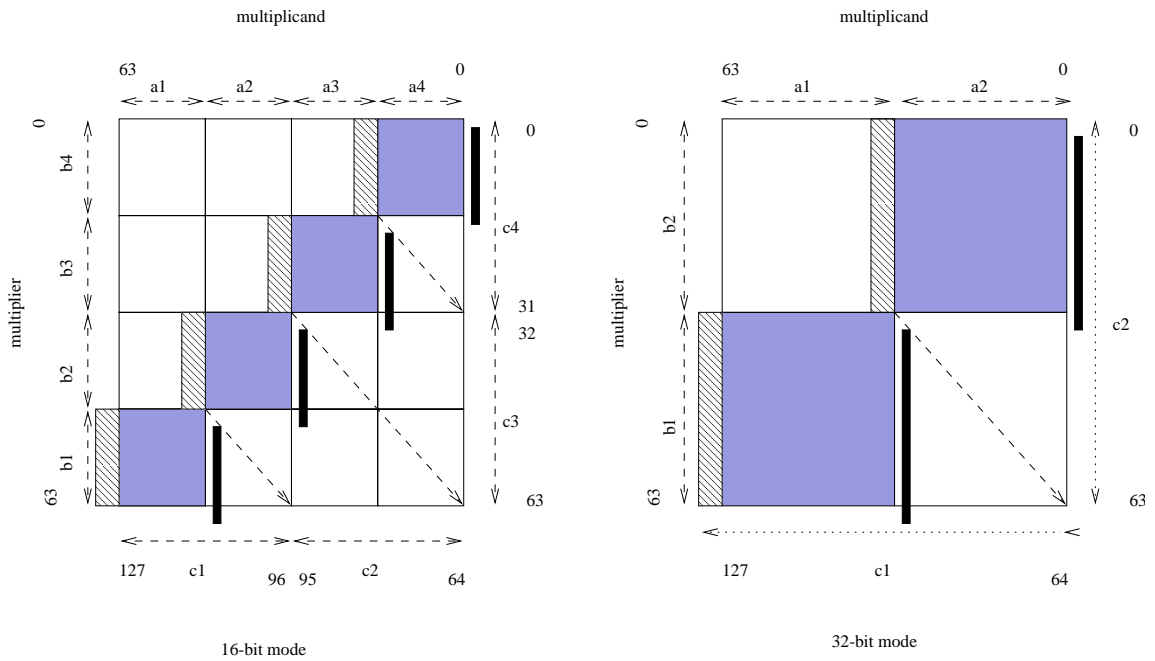 multiplicand
63
0
a1
a2
a3
a4
0
b4
b3
multiplier
b2
b1
63
0
c4
31
32
c3
63
127
c1
96
95
c2
64
16-bit mode
multiplicand
63
0
a1
a2
0
b2
multiplier
b1
63
0
c2
63
127
c1
64
32-bit mode